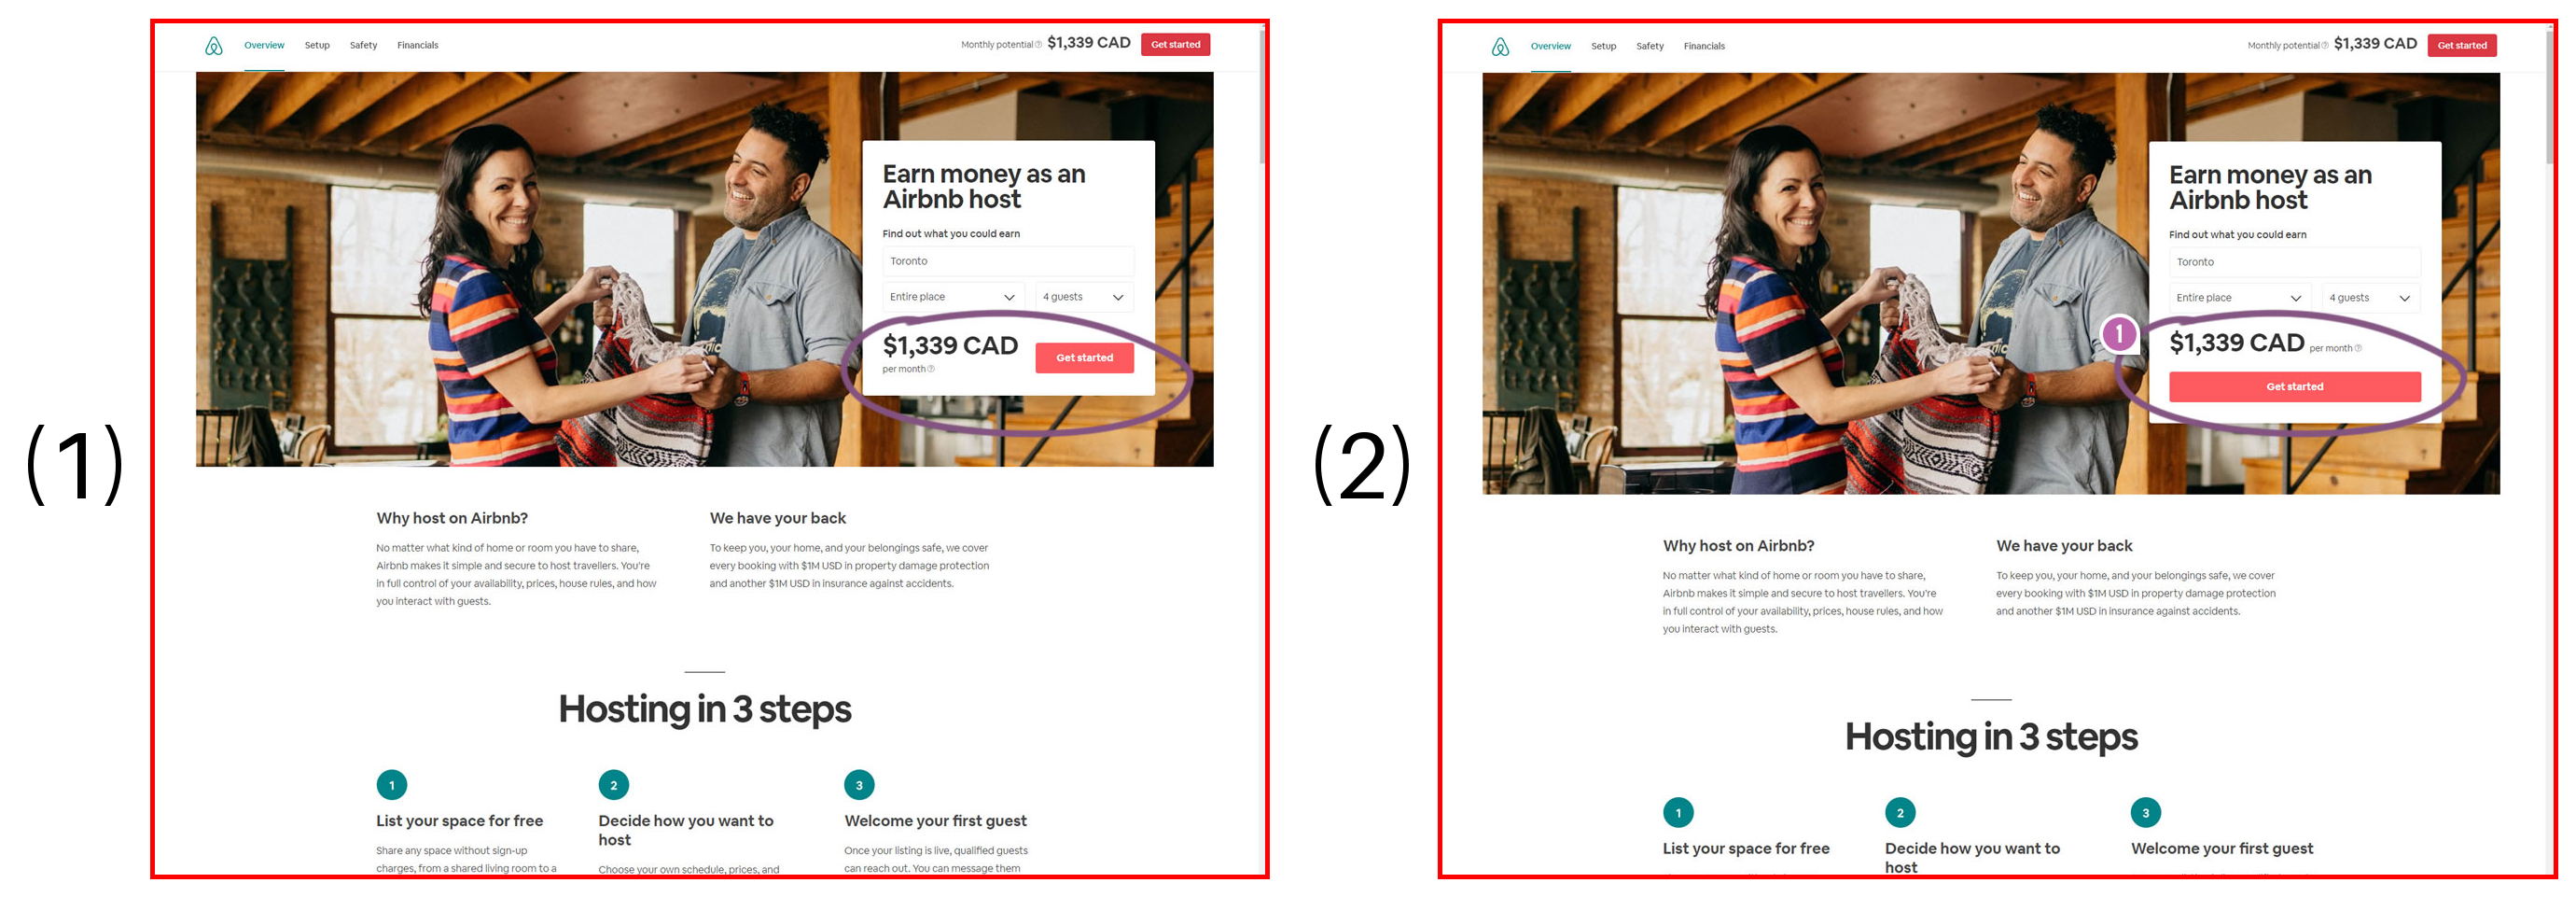 (1)
Overview Setup Safety Financials
Monthly potential $1,339 CAD Get started
Earn money as an
Airbnb host
Find out what you could earn
Toronto
Entire place 4 guests
$1,339 CAD
per month
Get started
Why host on Airbnb?
No matter what kind of home or room you have to share,
Airbnb makes it simple and secure to host travellers. You're
in full control of your availability, prices, house rules, and how
you interact with guests.
We have your back
To keep you, your home, and your belongings safe, we cover
every booking with $1M USD in property damage protection
and another $1M USD in insurance against accidents.
Hosting in 3 steps
1
List your space for free
Share any space without sign-up
charges, from a shared living room to a
2
Decide how you want to
host
Choose your own schedule, prices, and
3
Welcome your first guest
Once your listing is live, qualified guests
can reach out. You can message them
(2)
Overview Setup Safety Financials
Monthly potential $1,339 CAD Get started
Earn money as an
Airbnb host
Find out what you could earn
Toronto
Entire place 4 guests
1
$1,339 CAD per month
Get started
Why host on Airbnb?
No matter what kind of home or room you have to share,
Airbnb makes it simple and secure to host travellers. You're
in full control of your availability, prices, house rules, and how
you interact with guests.
We have your back
To keep you, your home, and your belongings safe, we cover
every booking with $1M USD in property damage protection
and another $1M USD in insurance against accidents.
Hosting in 3 steps
1
List your space for free
2
Decide how you want to
host
3
Welcome your first guest